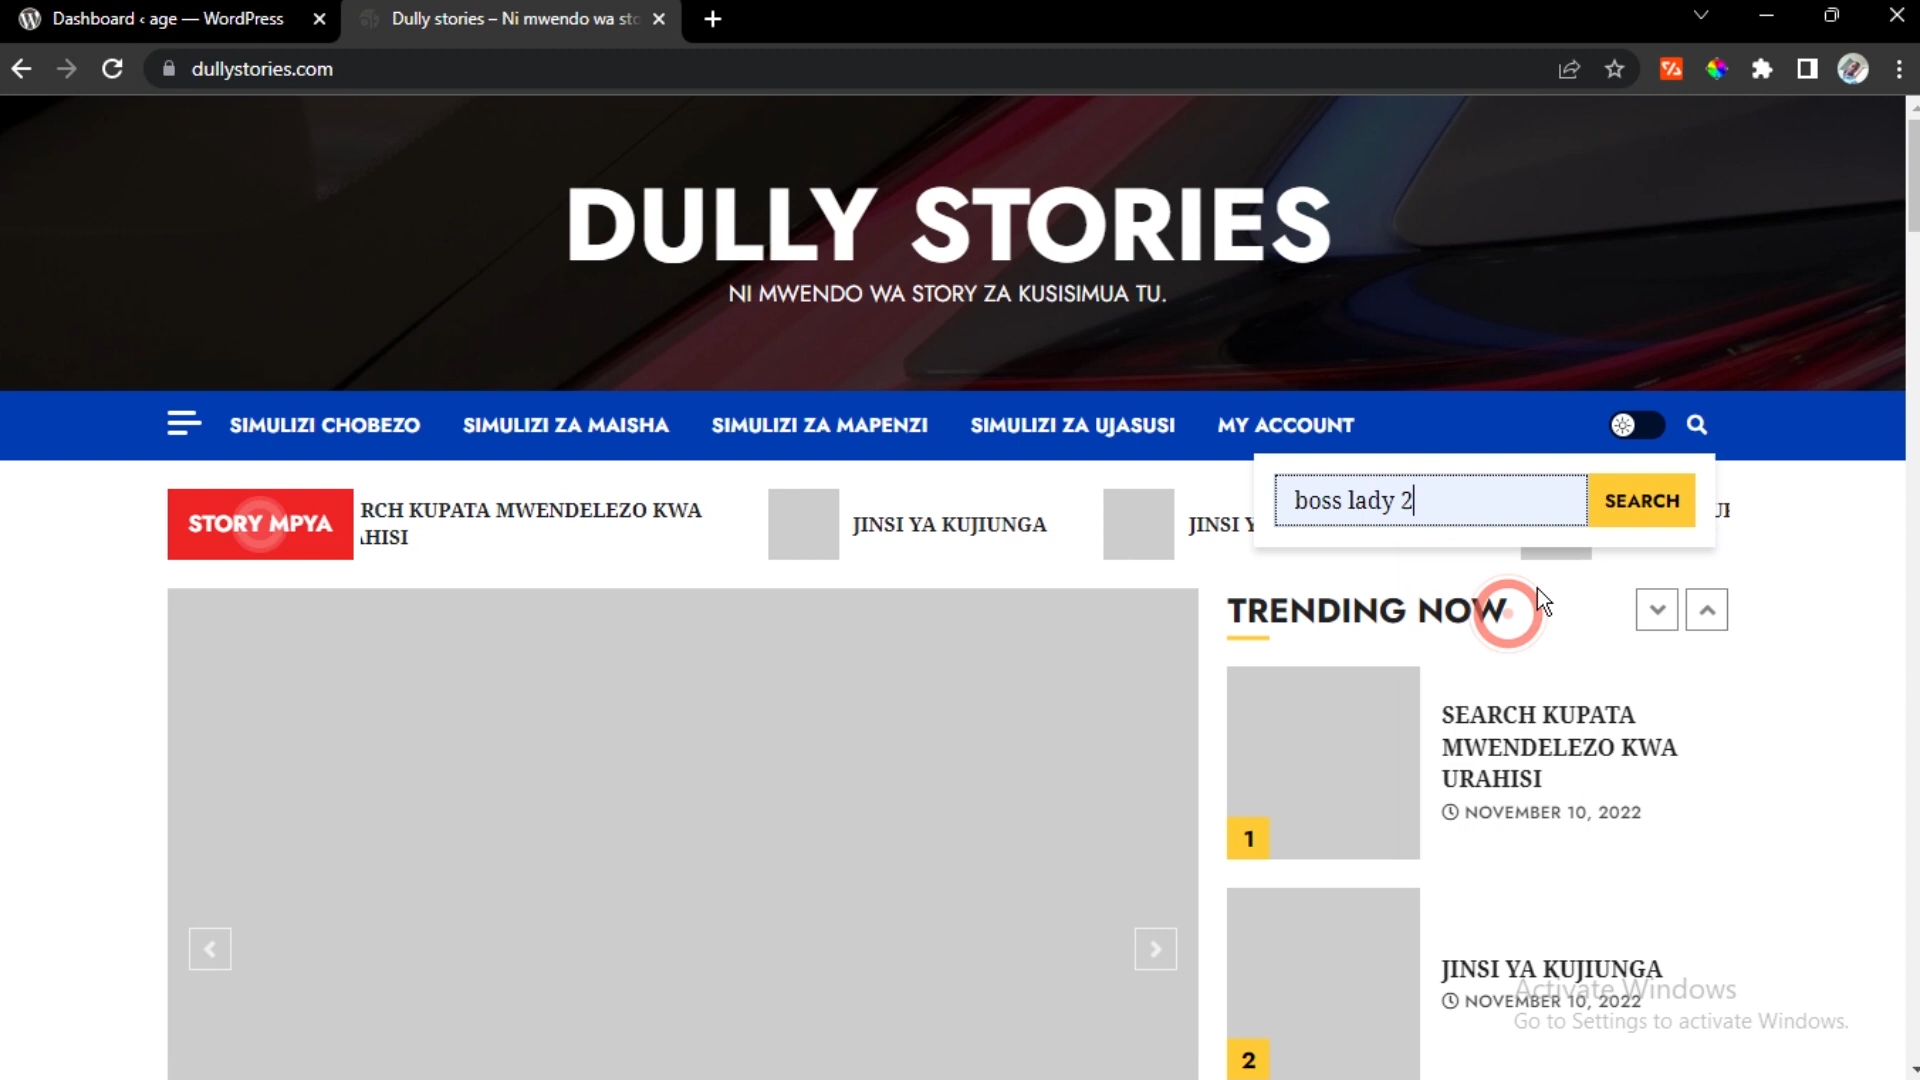 Dashboard ‹ age — WordPress
Dully stories – Ni mwendo wa sto
dullystories.com
DULLY STORIES
NI MWENDO WA STORY ZA KUSISIMUA TU.
SIMULIZI CHOBEZO
SIMULIZI ZA MAISHA
SIMULIZI ZA MAPENZI
SIMULIZI ZA UJASUSI
MY ACCOUNT
boss lady 2
SEARCH
STORY MPYA
RCH KUPATA MWENDELEZO KWA
AHISI
JINSI YA KUJIUNGA
JINSI Y
TRENDING NOW
SEARCH KUPATA
MWENDELEZO KWA
URAHISI
NOVEMBER 10, 2022
1
JINSI YA KUJIUNGA
NOVEMBER 10, 2022
2
Activate Windows
Go to Settings to activate Windows.